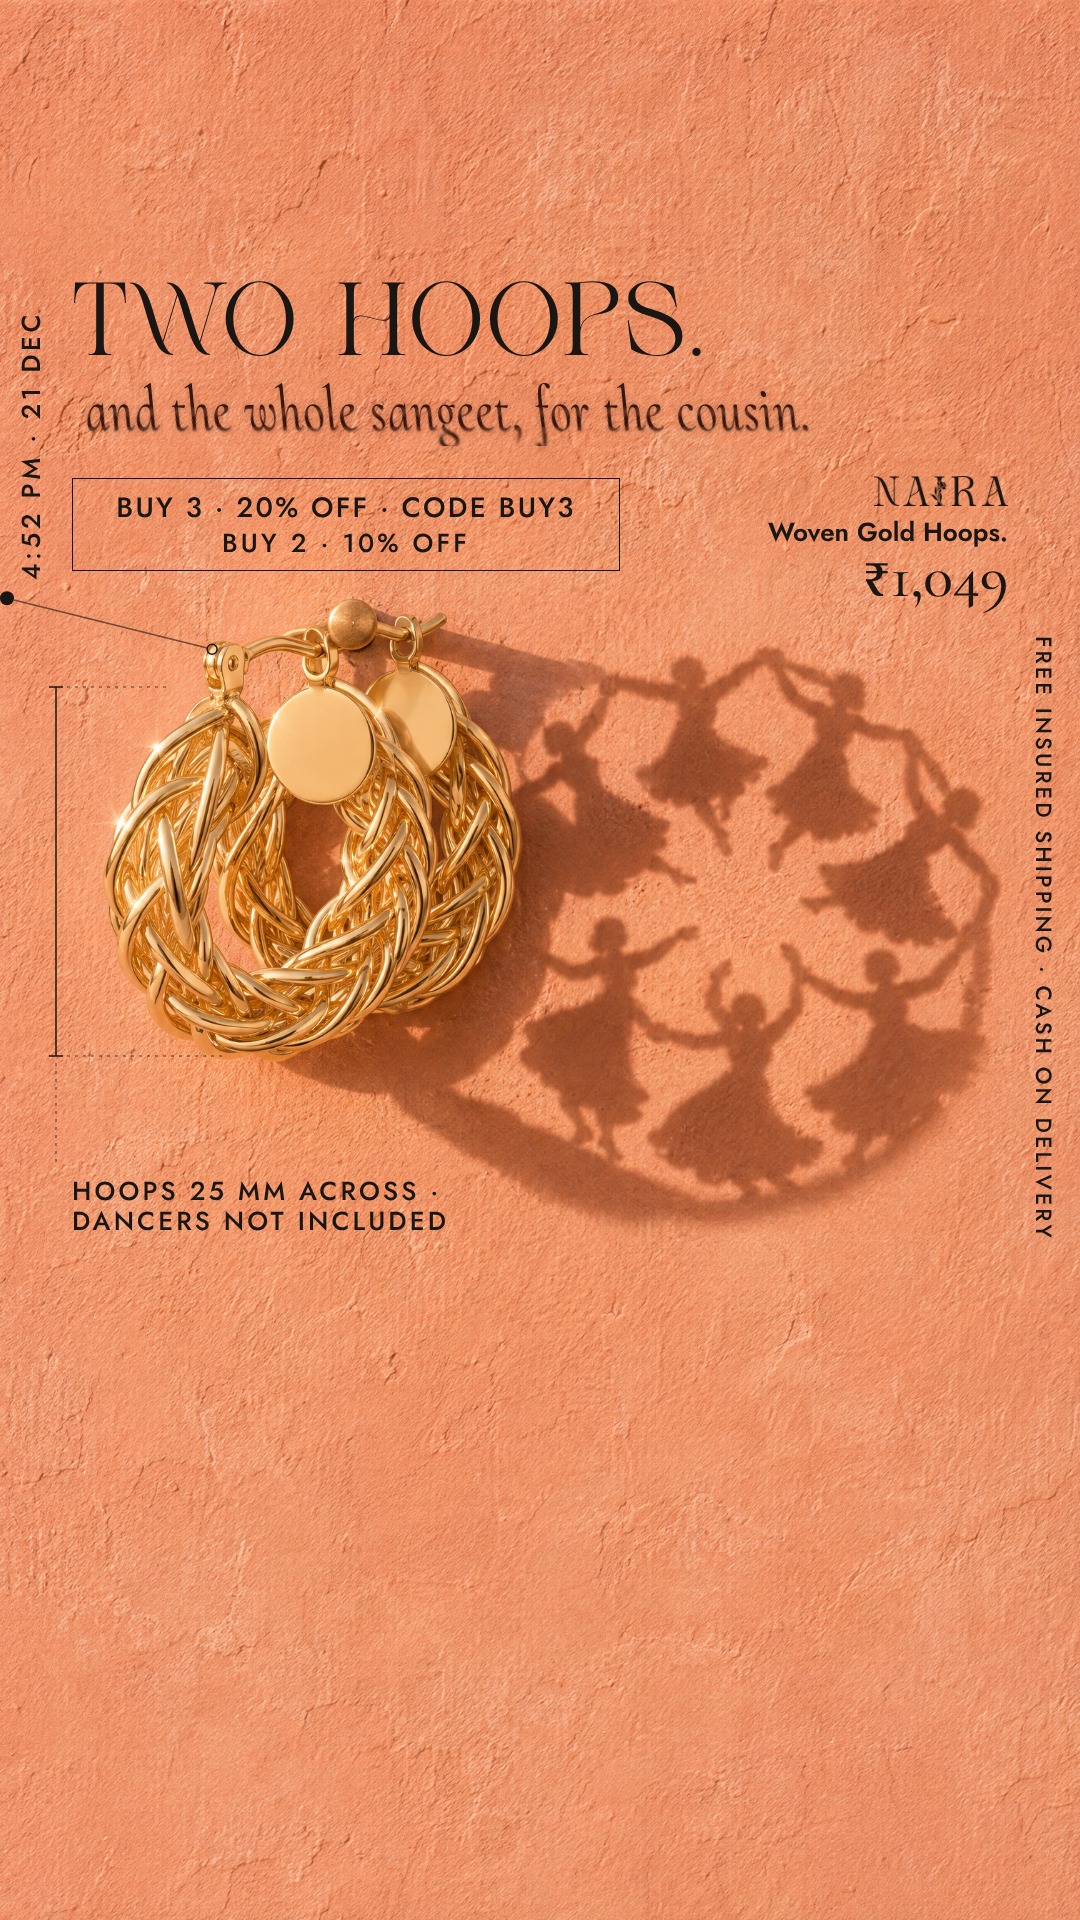 TWO HOOPS.
and the whole sangeet, for the cousin.
4:52 PM · 21 DEC
BUY 3 · 20% OFF · CODE BUY3
BUY 2 · 10% OFF
NAIRA
Woven Gold Hoops.
₹1,049
FREE INSURED SHIPPING · CASH ON DELIVERY
HOOPS 25 MM ACROSS ·
DANCERS NOT INCLUDED